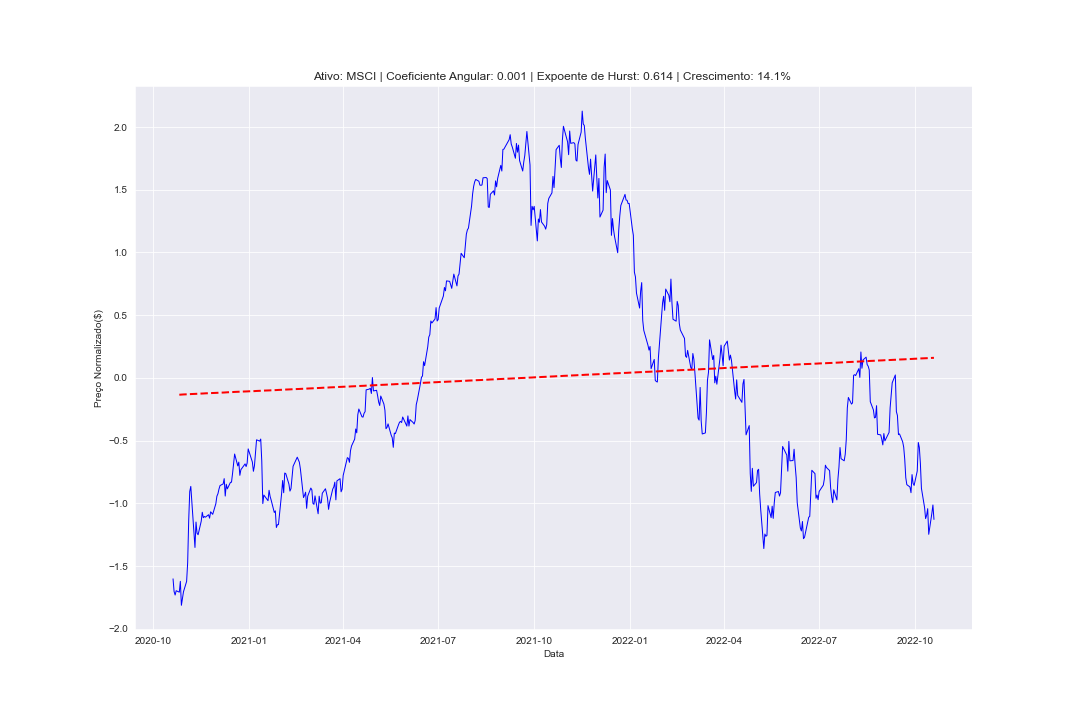 Ativo: MSCI | Coeficiente Angular: 0.001 | Expoente de Hurst: 0.614 | Crescimento: 14.1%
Preço Normalizado($)
2.0
1.5
1.0
0.5
0.0
−0.5
−1.0
−1.5
−2.0
2020-10 2021-01 2021-04 2021-07 2021-10 2022-01 2022-04 2022-07 2022-10
Data